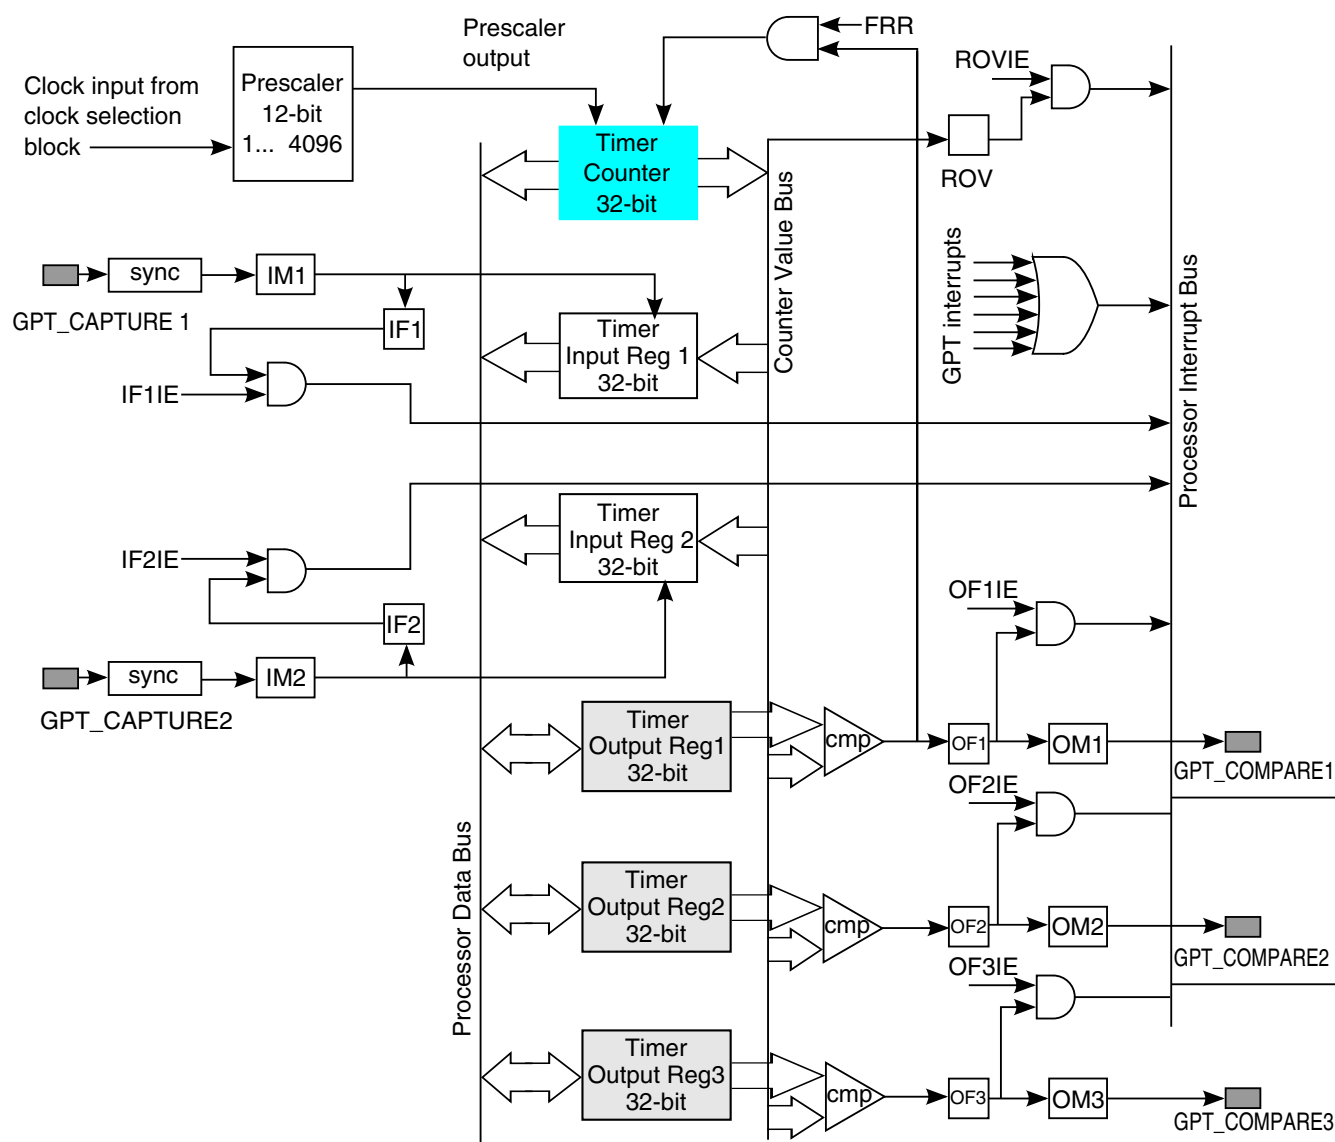 Prescaler
output
FRR
Clock input from
clock selection
block
Prescaler
12-bit
1... 4096
ROVIE
Timer
Counter
32-bit
ROV
Counter Value Bus
GPT interrupts
Processor Interrupt Bus
sync
IM1
GPT_CAPTURE 1
IF1
Timer
Input Reg 1
32-bit
IF1IE
Timer
Input Reg 2
32-bit
IF2IE
IF2
sync
IM2
GPT_CAPTURE2
OF1IE
Timer
Output Reg1
32-bit
cmp
OF1
OM1
GPT_COMPARE1
OF2IE
Processor Data Bus
Timer
Output Reg2
32-bit
cmp
OF2
OM2
GPT_COMPARE2
OF3IE
Timer
Output Reg3
32-bit
cmp
OF3
OM3
GPT_COMPARE3